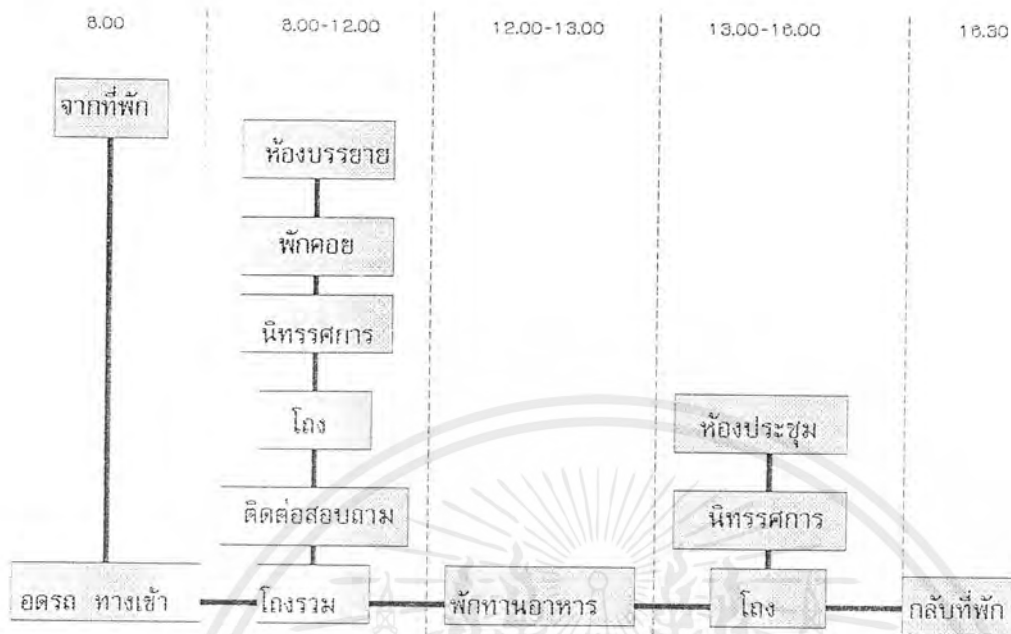 8.00
8.00-12.00
12.00-13.00
13.00-16.00
16.30
จากที่พัก
ห้องบรรยาย
พักคอย
นิทรรศการ
โถง
ห้องประชุม
ติดต่อสอบถาม
นิทรรศการ
อดรถ ทางเข้า
โถงรวม
พักทานอาหาร
โถง
กลับที่พัก